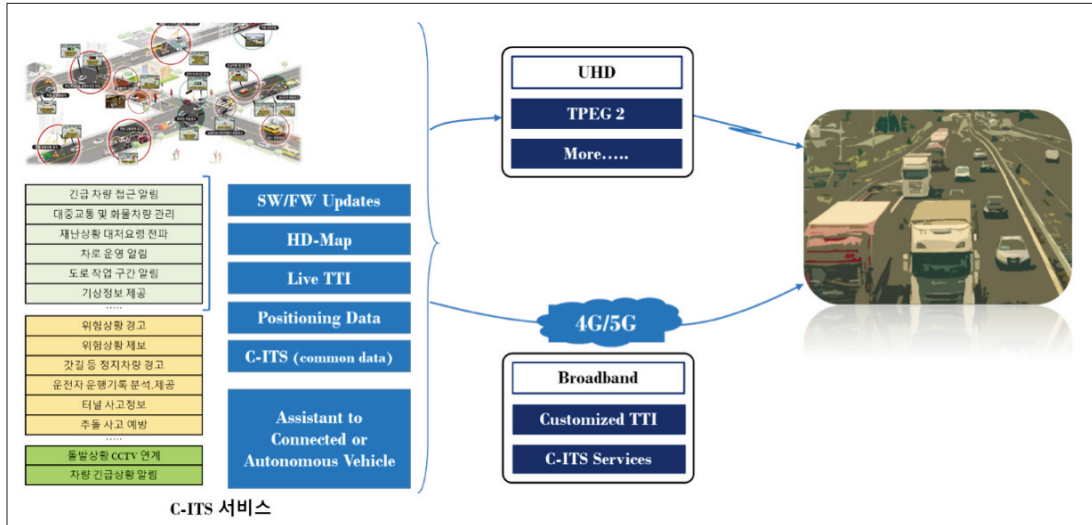 긴급 차량 접근 알림
대중교통 및 화물차량 관리
재난상황 대처요령 전파
차로 운영 알림
도로 작업 구간 알림
기상정보 제공
.....
위험상황 경고
위험상황 제보
갓길 등 정지차량 경고
운전자 운행기록 분석.제공
터널 사고정보
추돌 사고 예방
.....
돌발상황 CCTV 연계
차량 긴급상황 알림
SW/FW Updates
HD-Map
Live TTI
Positioning Data
C-ITS (common data)
Assistant to
Connected or
Autonomous Vehicle
C-ITS 서비스
UHD
TPEG 2
More.....
4G/5G
Broadband
Customized TTI
C-ITS Services